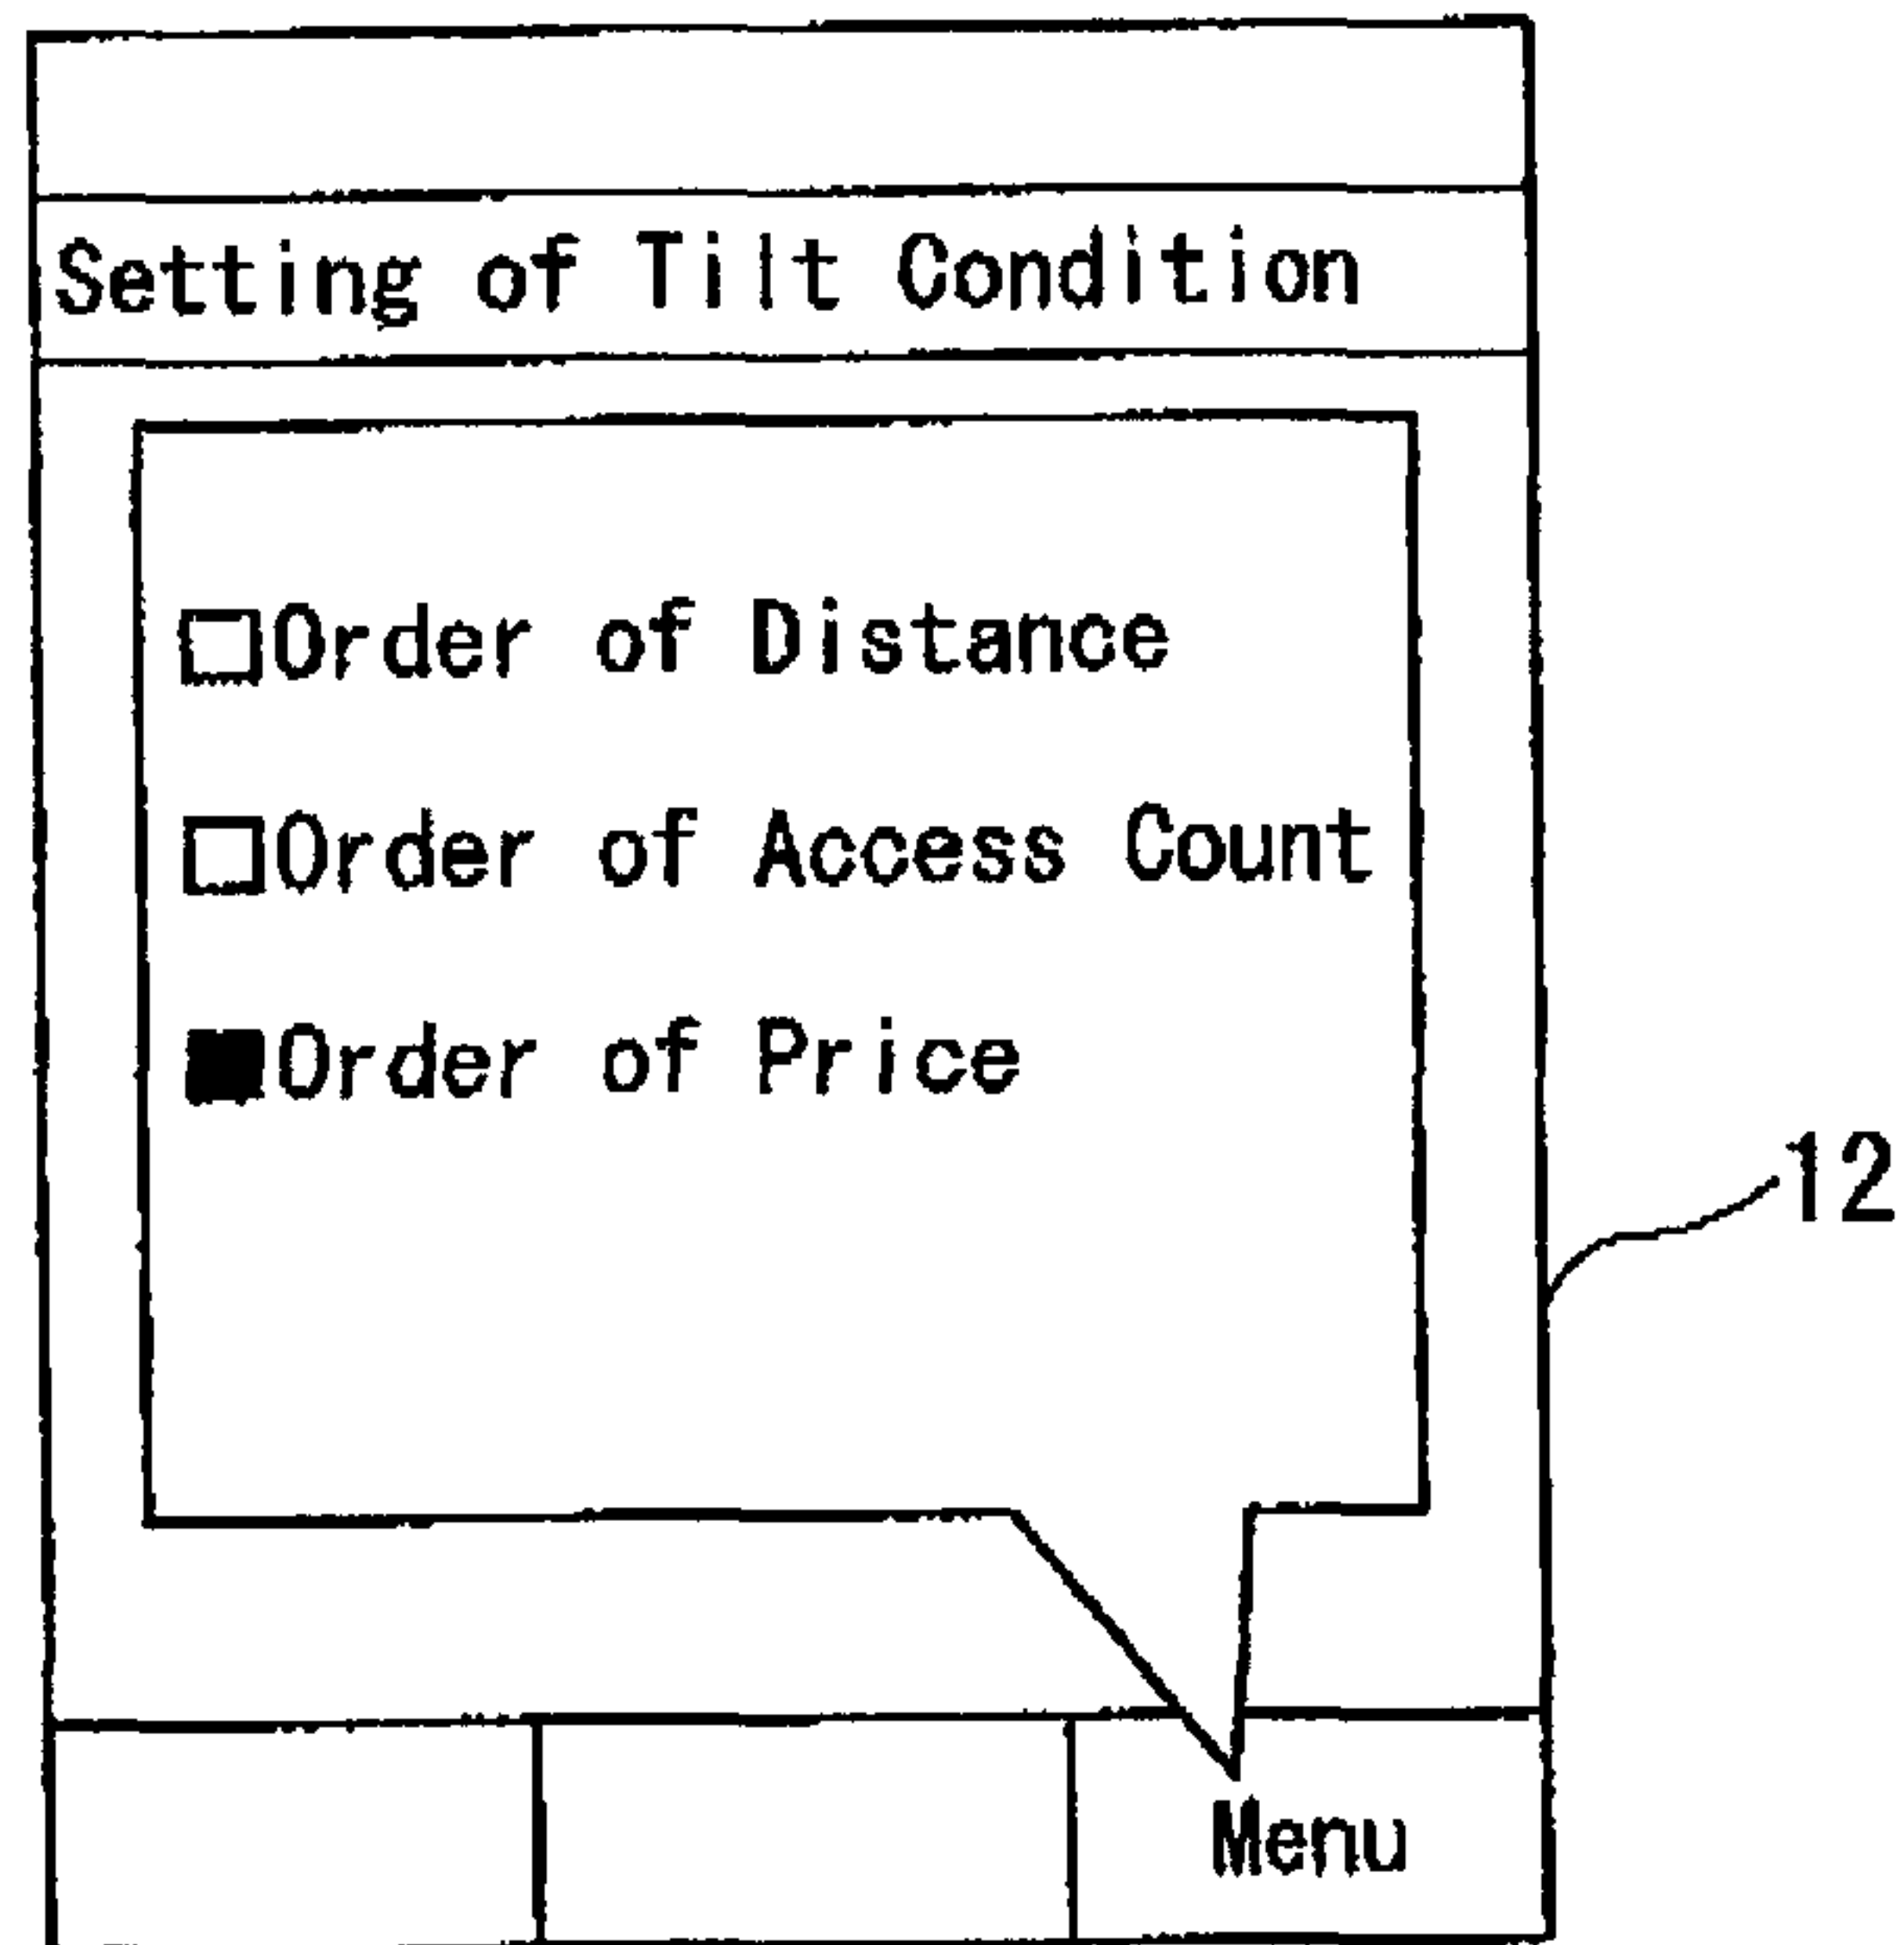 Setting of Tilt Condition
□Order of Distance
□Order of Access Count
■Order of Price
12
Menu